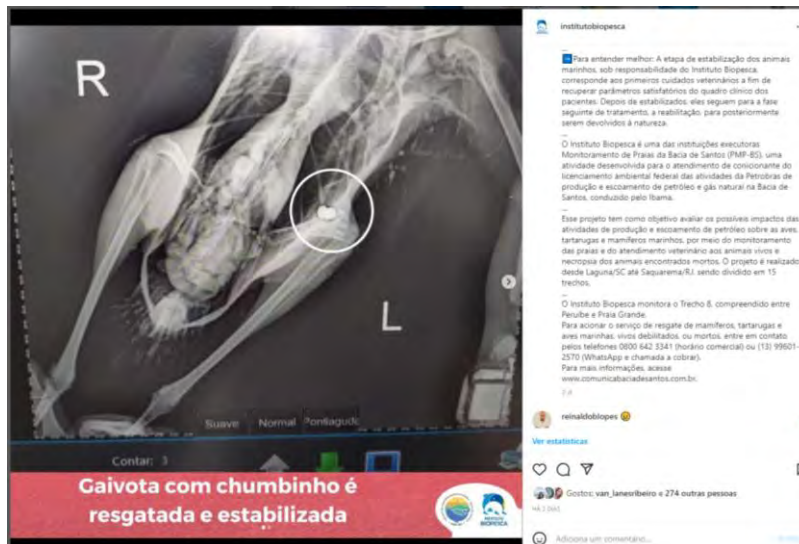 R
L
Suave Normal Pontiagudo
Contar: 3
Gaivota com chumbinho é
resgatada e estabilizada
INSTITUTO
BIOPESCA
institutobiopesca
...
➡Para entender melhor: A etapa de estabilização dos animais
marinhos, sob responsabilidade do Instituto Biopesca,
corresponde aos primeiros cuidados veterinários a fim de
recuperar parâmetros satisfatórios do quadro clínico dos
pacientes. Depois de estabilizados, eles seguem para a fase
seguinte de tratamento, a reabilitação, para posteriormente
serem devolvidos à natureza.
...
O Instituto Biopesca é uma das instituições executoras
Monitoramento de Praias da Bacia de Santos (PMP-BS), uma
atividade desenvolvida para o atendimento de conicionante do
licenciamento ambiental federal das atividades da Petrobras de
produção e escoamento de petróleo e gás natural na Bacia de
Santos, conduzido pelo Ibama.
...
Esse projeto tem como objetivo avaliar os possíveis impactos das
atividades de produção e escoamento de petróleo sobre as aves,
tartarugas e mamíferos marinhos, por meio do monitoramento
das praias e do atendimento veterinário aos animais vivos e
necropsia dos animais encontrados mortos. O projeto é realizado
desde Laguna/SC até Saquarema/RJ, sendo dividido em 15
trechos.
...
O Instituto Biopesca monitora o Trecho 8, compreendido entre
Peruíbe e Praia Grande.
Para acionar o serviço de resgate de mamíferos, tartarugas e
aves marinhas, vivos debilitados, ou mortos, entre em contato
pelos telefones 0800 642 3341 (horário comercial) ou (13) 99601-
2570 (WhatsApp e chamada a cobrar).
Para mais informações, acesse
www.comunicabaciadesantos.com.br.
reinaldoblopes 😢
Ver estatísticas
Gostos: van_lanesribeiro e 274 outras pessoas
HÁ 2 DIAS
Adiciona um comentário...